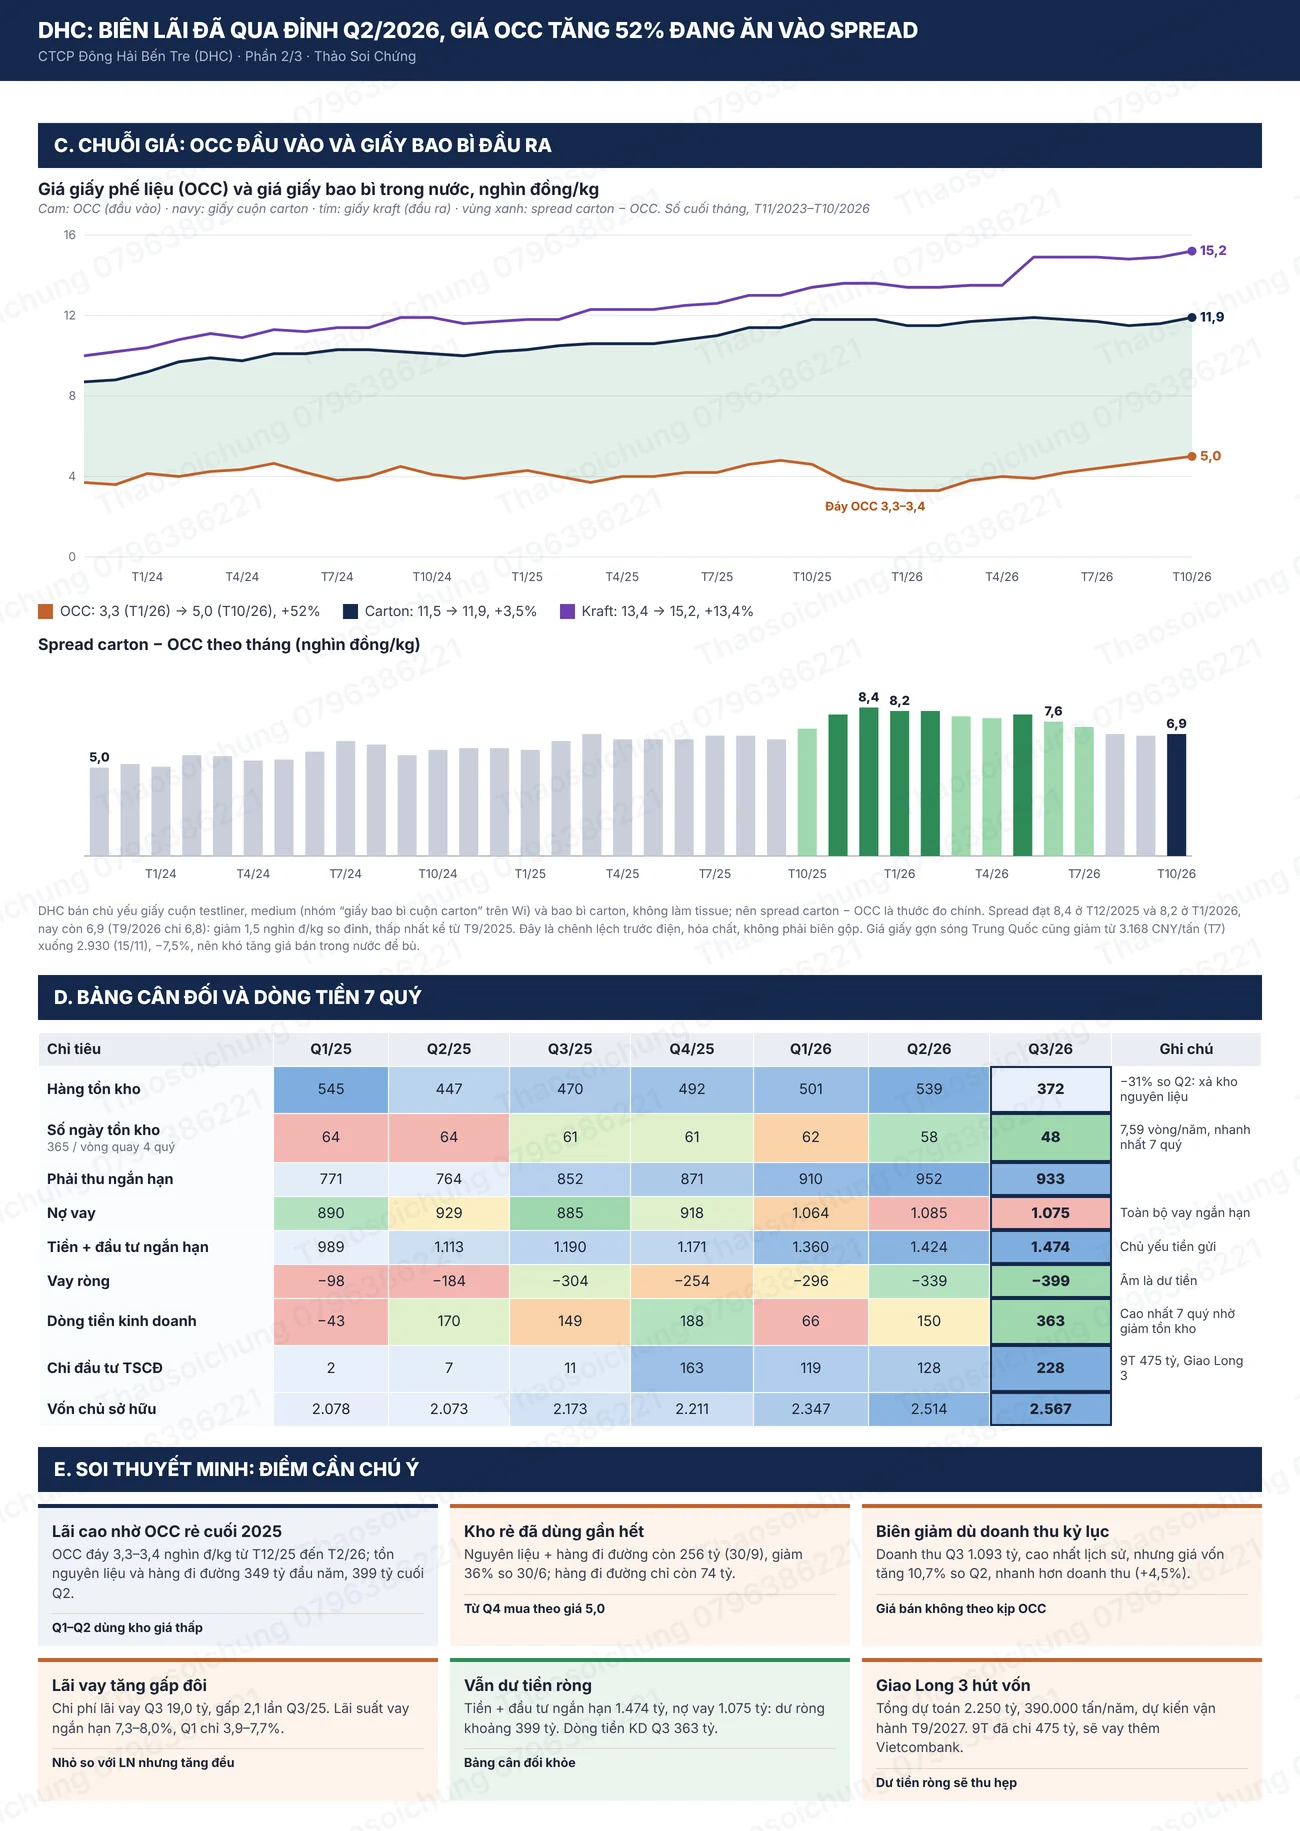 DHC: BIÊN LÃI ĐÃ QUA ĐỈNH Q2/2026, GIÁ OCC TĂNG 52% ĐANG ĂN VÀO SPREAD
CTCP Đông Hải Bến Tre (DHC) · Phần 2/3 · Thảo Soi Chứng
C. CHUỖI GIÁ: OCC ĐẦU VÀO VÀ GIẤY BAO BÌ ĐẦU RA
Giá giấy phế liệu (OCC) và giá giấy bao bì trong nước, nghìn đồng/kg
Cam: OCC (đầu vào) · navy: giấy cuộn carton · tím: giấy kraft (đầu ra) · vùng xanh: spread carton − OCC. Số cuối tháng, T11/2023–T10/2026
16
12
8
4
0
15,2
11,9
5,0
Đáy OCC 3,3–3,4
T1/24 T4/24 T7/24 T10/24 T1/25 T4/25 T7/25 T10/25 T1/26 T4/26 T7/26 T10/26
OCC: 3,3 (T1/26) → 5,0 (T10/26), +52% Carton: 11,5 → 11,9, +3,5% Kraft: 13,4 → 15,2, +13,4%
Spread carton − OCC theo tháng (nghìn đồng/kg)
5,0 8,4 8,2 7,6 6,9
T1/24 T4/24 T7/24 T10/24 T1/25 T4/25 T7/25 T10/25 T1/26 T4/26 T7/26 T10/26
DHC bán chủ yếu giấy cuộn testliner, medium (nhóm “giấy bao bì cuộn carton” trên Wi) và bao bì carton, không làm tissue; nên spread carton − OCC là thước đo chính. Spread đạt 8,4 ở T12/2025 và 8,2 ở T1/2026,
nay còn 6,9 (T9/2026 chỉ 6,8): giảm 1,5 nghìn đ/kg so đỉnh, thấp nhất kể từ T9/2025. Đây là chênh lệch trước điện, hóa chất, không phải biên gộp. Giá giấy gợn sóng Trung Quốc cũng giảm từ 3.168 CNY/tấn (T7)
xuống 2.930 (15/11), −7,5%, nên khó tăng giá bán trong nước để bù.
D. BẢNG CÂN ĐỐI VÀ DÒNG TIỀN 7 QUÝ
Chỉ tiêu Q1/25 Q2/25 Q3/25 Q4/25 Q1/26 Q2/26 Q3/26 Ghi chú
Hàng tồn kho 545 447 470 492 501 539 372 −31% so Q2: xả kho
nguyên liệu
Số ngày tồn kho 64 64 61 61 62 58 48 7,59 vòng/năm, nhanh
365 / vòng quay 4 quý nhất 7 quý
Phải thu ngắn hạn 771 764 852 871 910 952 933
Nợ vay 890 929 885 918 1.064 1.085 1.075 Toàn bộ vay ngắn hạn
Tiền + đầu tư ngắn hạn 989 1.113 1.190 1.171 1.360 1.424 1.474 Chủ yếu tiền gửi
Vay ròng −98 −184 −304 −254 −296 −339 −399 Âm là dư tiền
Dòng tiền kinh doanh −43 170 149 188 66 150 363 Cao nhất 7 quý nhờ
giảm tồn kho
Chi đầu tư TSCĐ 2 7 11 163 119 128 228 9T 475 tỷ, Giao Long
3
Vốn chủ sở hữu 2.078 2.073 2.173 2.211 2.347 2.514 2.567
E. SOI THUYẾT MINH: ĐIỂM CẦN CHÚ Ý
Lãi cao nhờ OCC rẻ cuối 2025
OCC đáy 3,3–3,4 nghìn đ/kg từ T12/25 đến T2/26; tồn
nguyên liệu và hàng đi đường 349 tỷ đầu năm, 399 tỷ cuối
Q2.
Q1–Q2 dùng kho giá thấp
Kho rẻ đã dùng gần hết
Nguyên liệu + hàng đi đường còn 256 tỷ (30/9), giảm
36% so 30/6; hàng đi đường chỉ còn 74 tỷ.
Từ Q4 mua theo giá 5,0
Biên giảm dù doanh thu kỷ lục
Doanh thu Q3 1.093 tỷ, cao nhất lịch sử, nhưng giá vốn
tăng 10,7% so Q2, nhanh hơn doanh thu (+4,5%).
Giá bán không theo kịp OCC
Lãi vay tăng gấp đôi
Chi phí lãi vay Q3 19,0 tỷ, gấp 2,1 lần Q3/25. Lãi suất vay
ngắn hạn 7,3–8,0%, Q1 chỉ 3,9–7,7%.
Nhỏ so với LN nhưng tăng đều
Vẫn dư tiền ròng
Tiền + đầu tư ngắn hạn 1.474 tỷ, nợ vay 1.075 tỷ: dư ròng
khoảng 399 tỷ. Dòng tiền KD Q3 363 tỷ.
Bảng cân đối khỏe
Giao Long 3 hút vốn
Tổng dự toán 2.250 tỷ, 390.000 tấn/năm, dự kiến vận
hành T9/2027. 9T đã chi 475 tỷ, sẽ vay thêm
Vietcombank.
Dư tiền ròng sẽ thu hẹp
Thaosoichung 0796386221